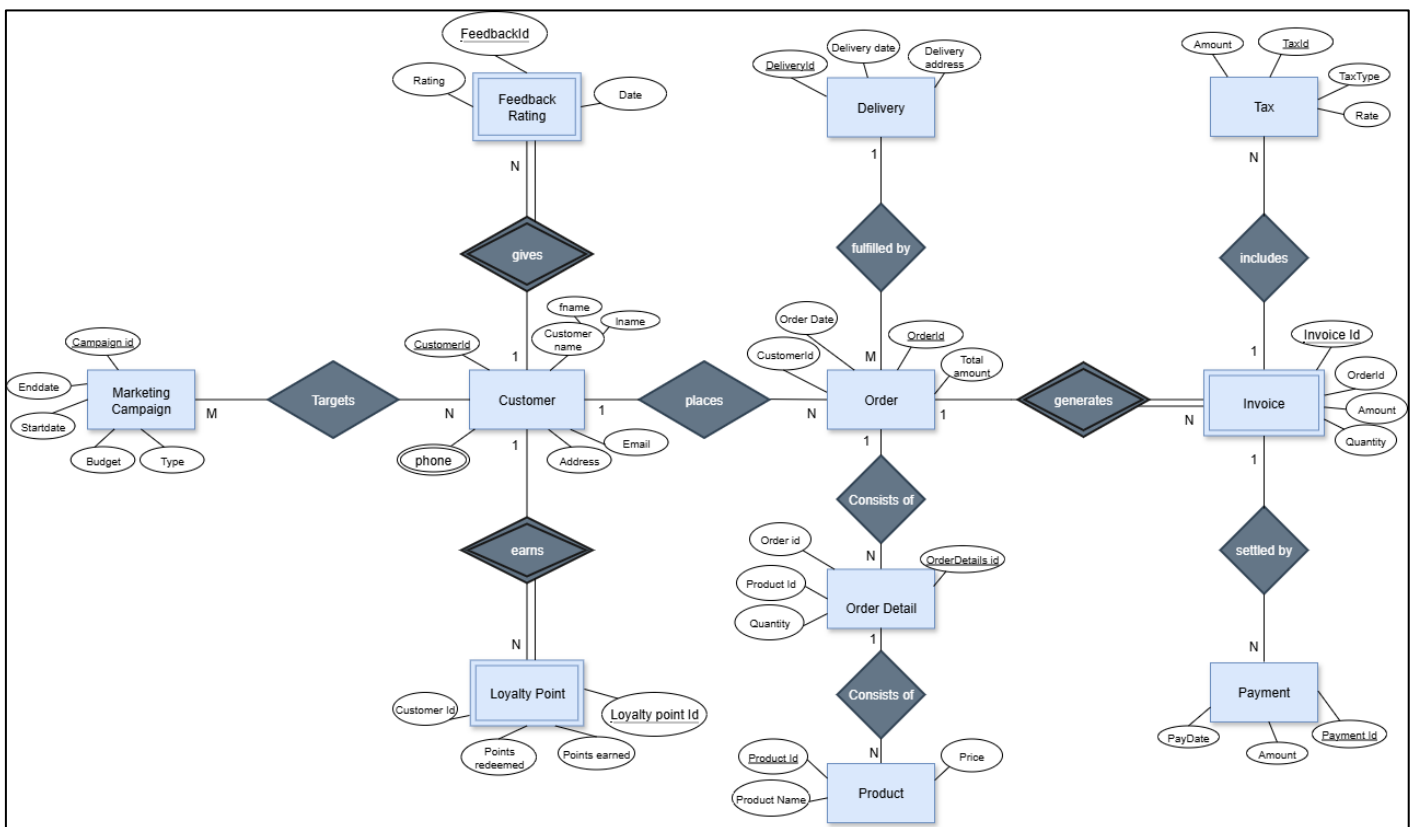 FeedbackId
Rating
Date
Feedback
Rating
N
gives
1
Delivery date
Delivery
address
DeliveryId
Delivery
1
fulfilled by
M
Amount
TaxId
TaxType
Rate
Tax
N
includes
1
Campaign id
Enddate
Startdate
Budget
Type
Marketing
Campaign
M
Targets
N
fname
lname
Customer
name
CustomerId
Customer
phone
Address
Email
1
places
N
Order Date
OrderId
CustomerId
Total
amount
Order
1
generates
N
Invoice Id
OrderId
Amount
Quantity
Invoice
1
earns
N
Loyalty Point
Customer Id
Points
redeemed
Points earned
Loyalty point Id
1
Consists of
N
Order id
OrderDetails id
Product Id
Quantity
Order Detail
1
Consists of
N
Product Id
Price
Product Name
Product
1
settled by
N
Payment
PayDate
Amount
Payment Id